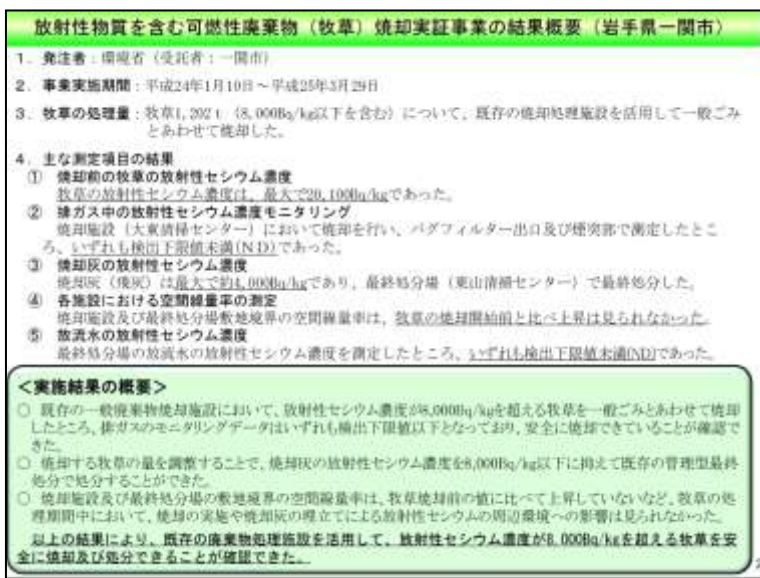 放射性物質を含む可燃性廃棄物（牧草）焼却実証事業の結果概要（岩手県一関市）
1．発注者：環境省（受託者：一関市）
2．事業実施期間：平成24年1月10日～平成25年3月29日
3．牧草の処理量：牧草1,202ｔ（8,000Bq/kg以下を含む）について、既存の焼却処理施設を活用して一般ごみ
とあわせて焼却した。
4．主な測定項目の結果
① 焼却前の牧草の放射性セシウム濃度
牧草の放射性セシウム濃度は、最大で20,100Bq/kgであった。
② 排ガス中の放射性セシウム濃度モニタリング
焼却施設（大東清掃センター）において焼却を行い、バグフィルター出口及び煙突部で測定したとこ
ろ、いずれも検出下限値未満(ND)であった。
③ 焼却灰の放射性セシウム濃度
焼却灰（飛灰）は最大で約4,000Bq/kgであり、最終処分場（東山清掃センター）で最終処分した。
④ 各施設における空間線量率の測定
焼却施設及び最終処分場敷地境界の空間線量率は、牧草の焼却開始前と比べ上昇は見られなかった。
⑤ 放流水の放射性セシウム濃度
最終処分場の放流水の放射性セシウム濃度を測定したところ、いずれも検出下限値未満(ND)であった。
＜実施結果の概要＞
○ 既存の一般廃棄物焼却施設において、放射性セシウム濃度が8,000Bq/kgを超える牧草を一般ごみとあわせて焼却
したところ、排ガスのモニタリングデータはいずれも検出下限値以下となっており、安全に焼却できていることが確認で
きた。
○ 焼却する牧草の量を調整することで、焼却灰の放射性セシウム濃度を8,000Bq/kg以下に抑えて既存の管理型最終
処分で処分することができた。
○ 焼却施設及び最終処分場の敷地境界の空間線量率は、牧草焼却前の値に比べて上昇していないなど、牧草の処
理期間中において、焼却の実施や焼却灰の埋立てによる放射性セシウムの周辺環境への影響は見られなかった。
以上の結果により、既存の廃棄物処理施設を活用して、放射性セシウム濃度が8,000Bq/kgを超える牧草を安
全に焼却及び処分できることが確認できた。